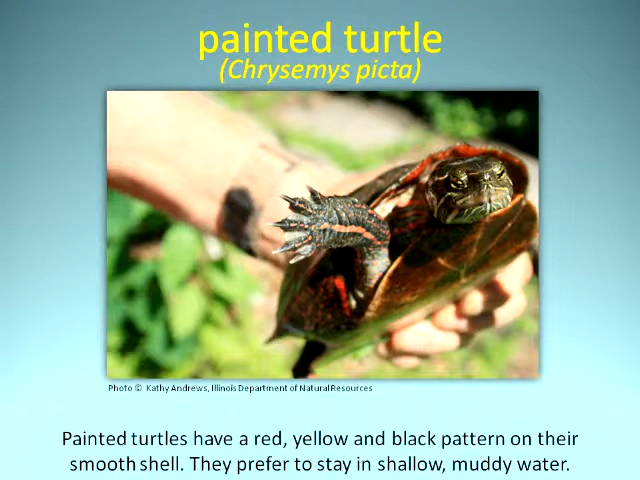 painted turtle
(Chrysemys picta)
Photo © Kathy Andrews, Illinois Department of Natural Resources
Painted turtles have a red, yellow and black pattern on their
smooth shell. They prefer to stay in shallow, muddy water.